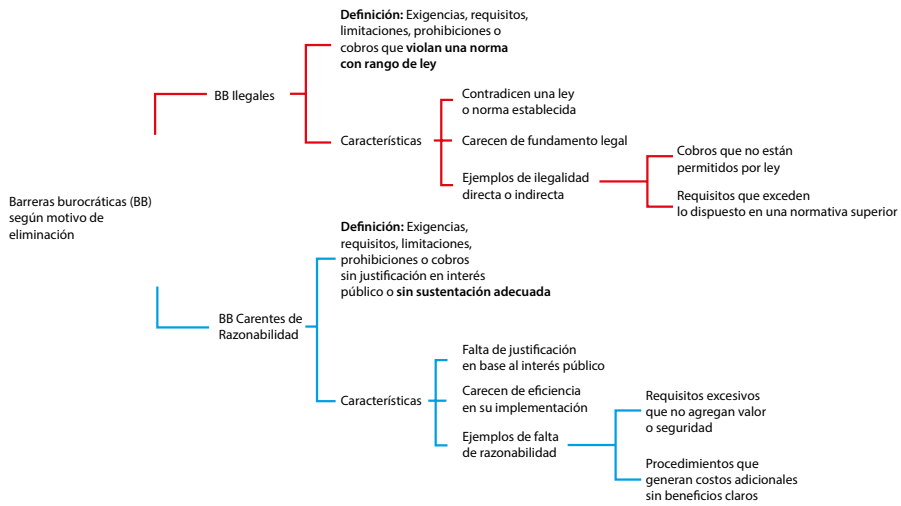 Barreras burocráticas (BB)
según motivo de
eliminación
BB Ilegales
Definición: Exigencias, requisitos,
limitaciones, prohibiciones o
cobros que violan una norma
con rango de ley
Características
Contradicen una ley
o norma establecida
Carecen de fundamento legal
Ejemplos de ilegalidad
directa o indirecta
Cobros que no están
permitidos por ley
Requisitos que exceden
lo dispuesto en una normativa superior
BB Carentes de
Razonabilidad
Definición: Exigencias,
requisitos, limitaciones,
prohibiciones o cobros
sin justificación en interés
público o sin sustentación adecuada
Características
Falta de justificación
en base al interés público
Carecen de eficiencia
en su implementación
Ejemplos de falta
de razonabilidad
Requisitos excesivos
que no agregan valor
o seguridad
Procedimientos que
generan costos adicionales
sin beneficios claros